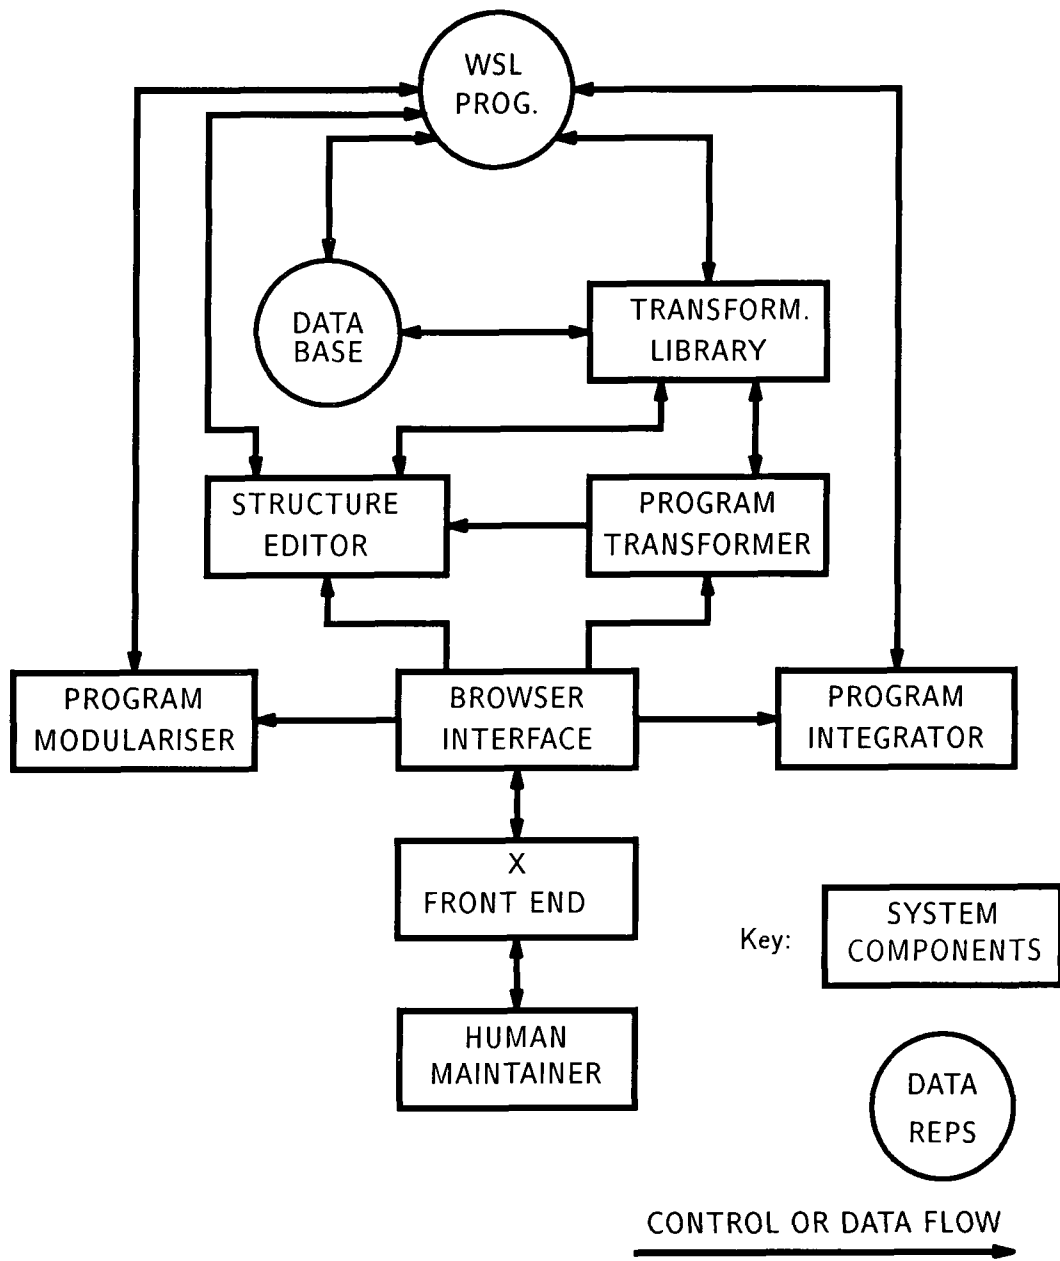 WSL
PROG.
DATA
BASE
TRANSFORM.
LIBRARY
STRUCTURE
EDITOR
PROGRAM
TRANSFORMER
PROGRAM
MODULARISER
BROWSER
INTERFACE
PROGRAM
INTEGRATOR
X
FRONT END
Key:
SYSTEM
COMPONENTS
HUMAN
MAINTAINER
DATA
REPS
CONTROL OR DATA FLOW